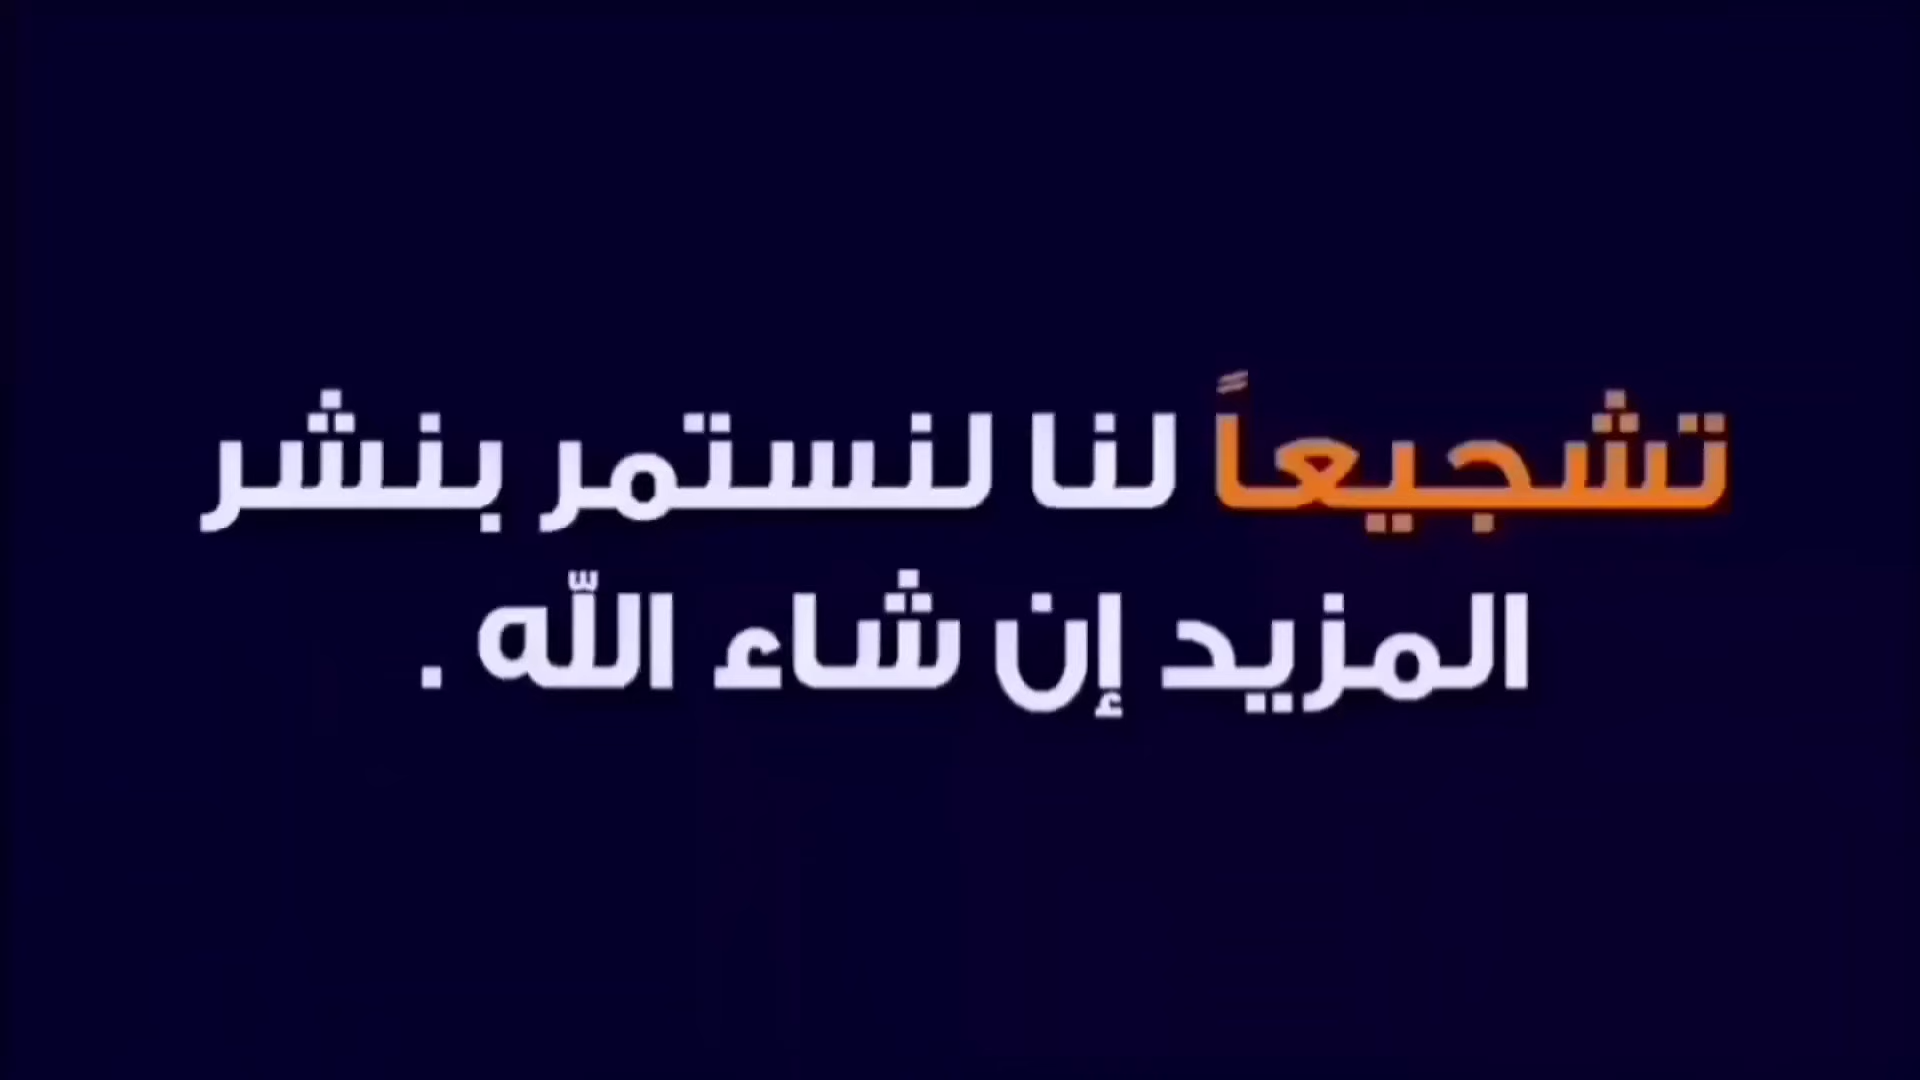 تشجيعاً لنا لنستمر بنشر
المزيد إن شاء اللّه .